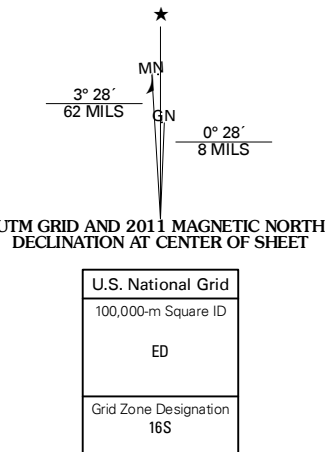 ★
MN
3° 28´
62 MILS
GN
0° 28´
8 MILS
UTM GRID AND 2011 MAGNETIC NORTH
DECLINATION AT CENTER OF SHEET
U.S. National Grid
100,000-m Square ID
ED
Grid Zone Designation
16S